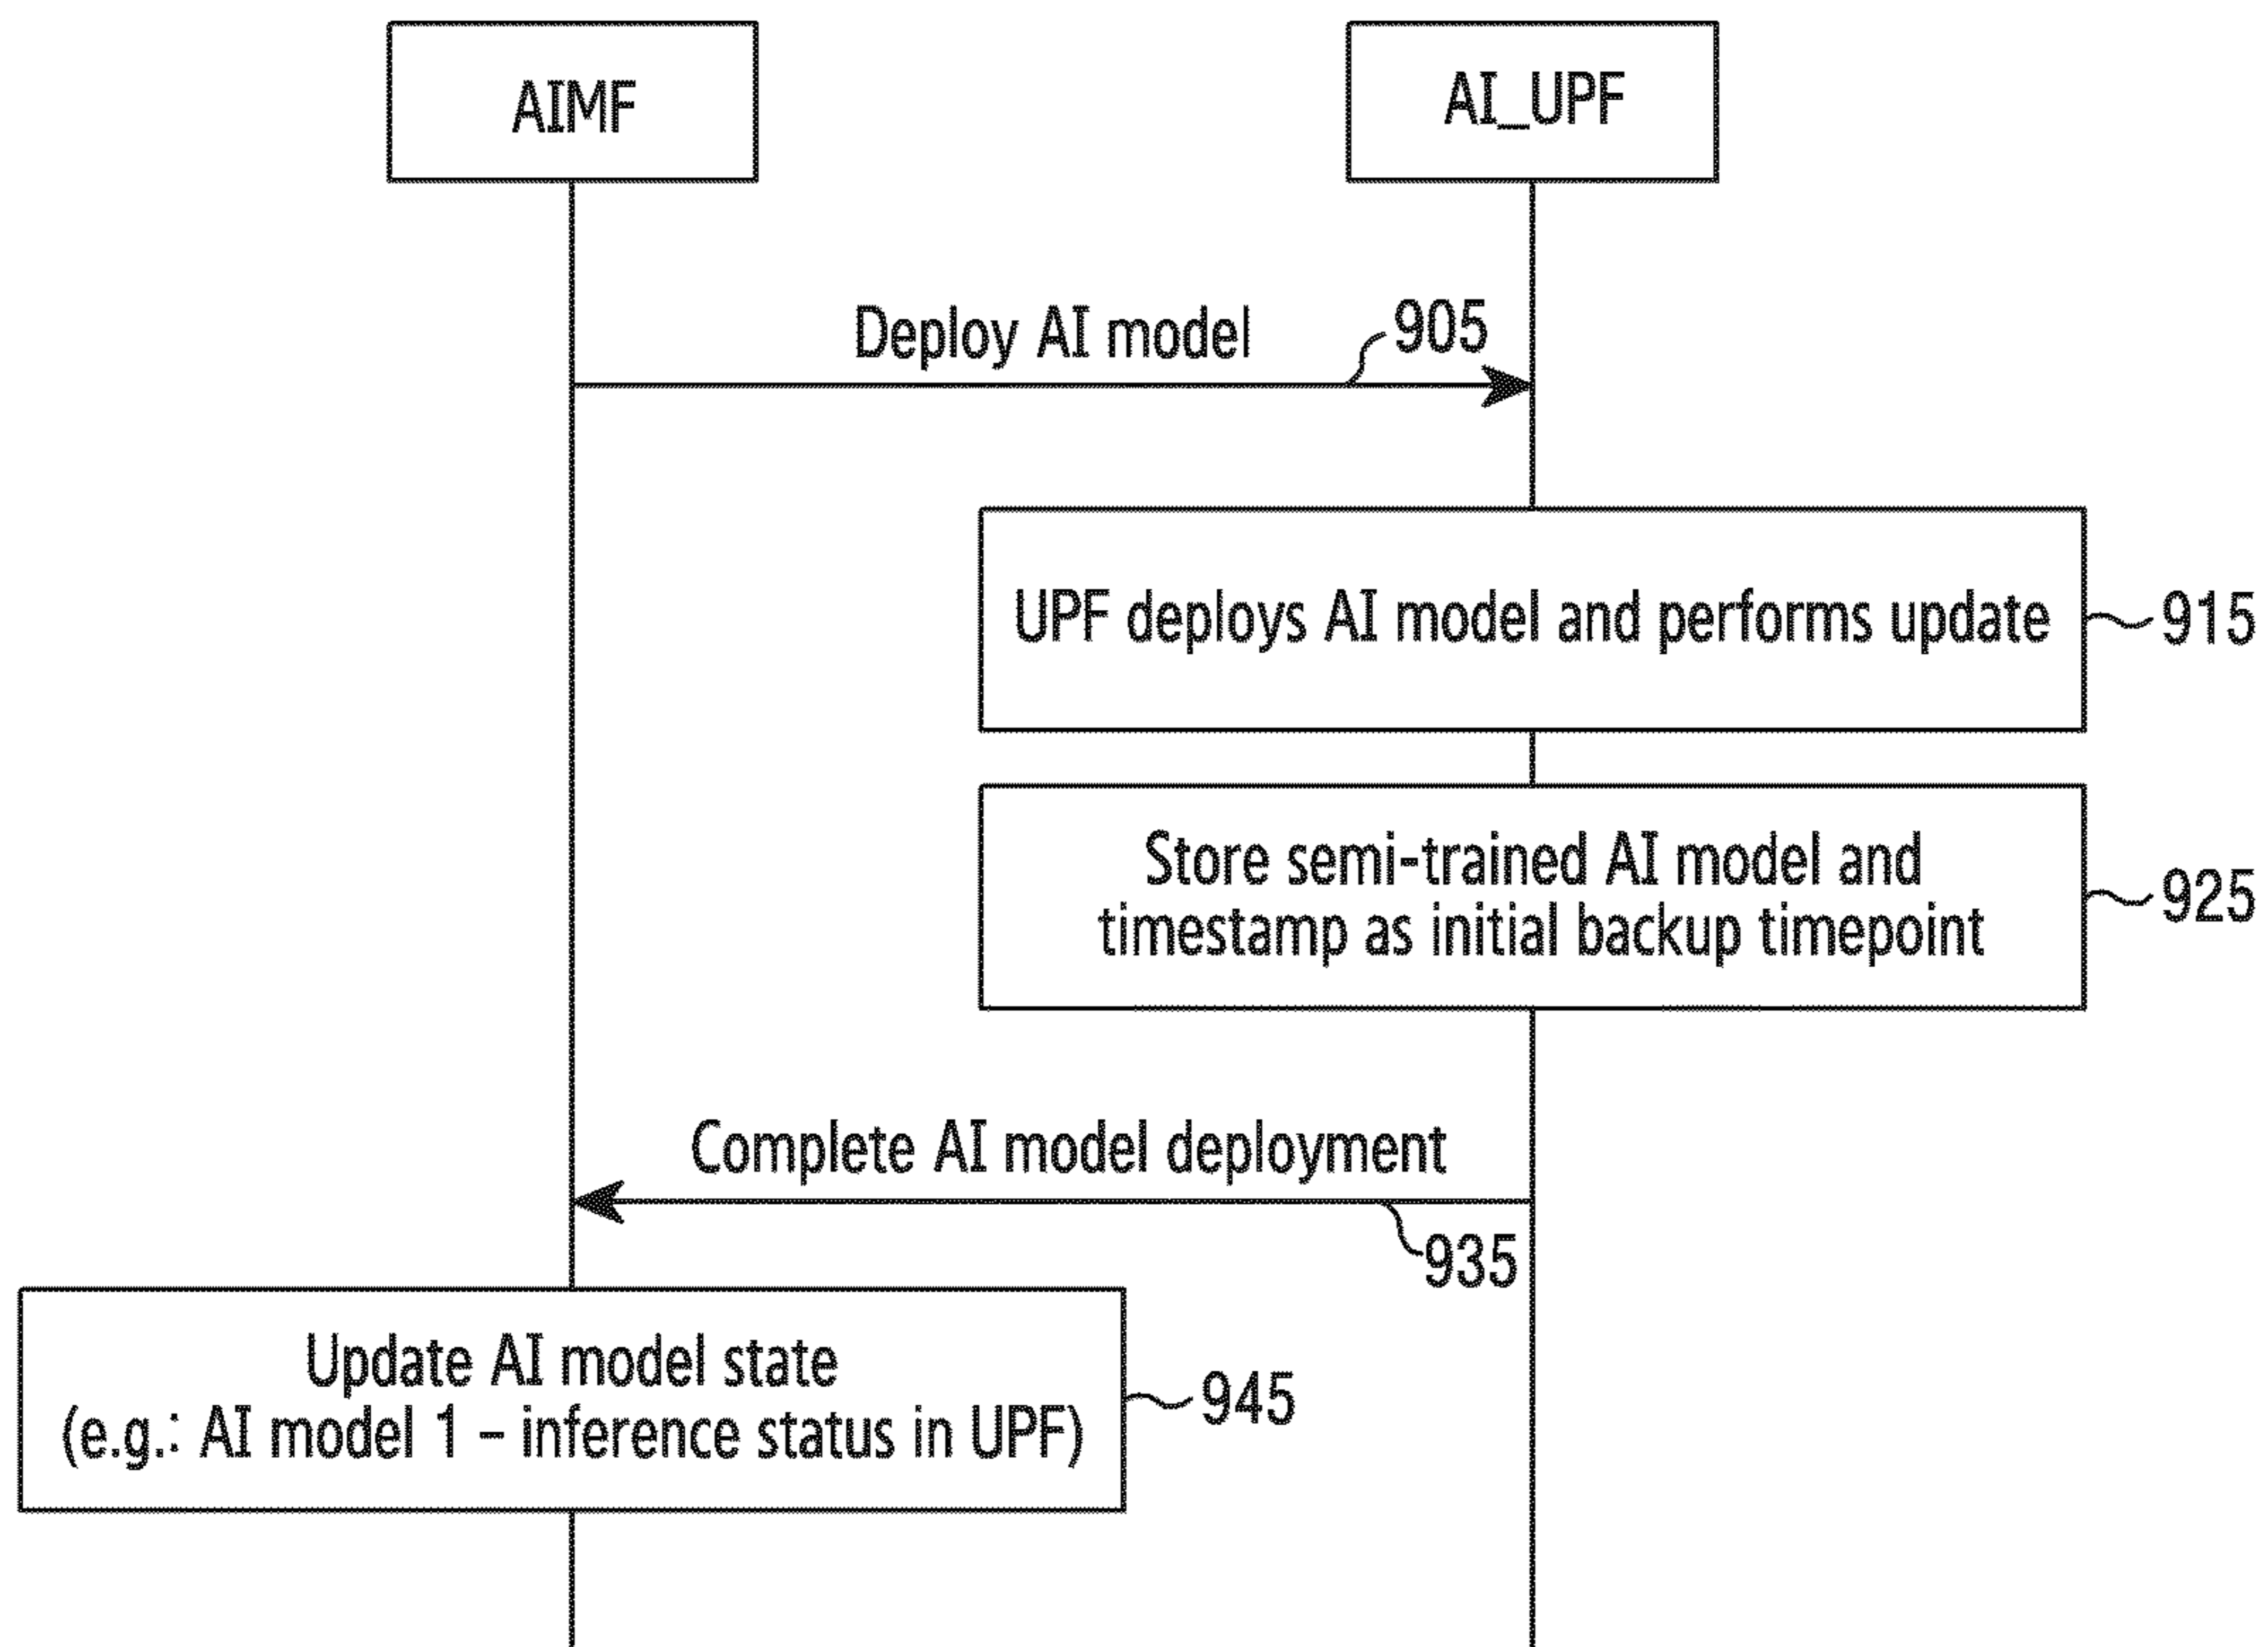 AIMF
AI_UPF
Deploy AI model
905
UPF deploys AI model and performs update
915
Store semi-trained AI model and
timestamp as initial backup timepoint
925
Complete AI model deployment
935
Update AI model state
(e.g.: AI model 1 – inference status in UPF)
945